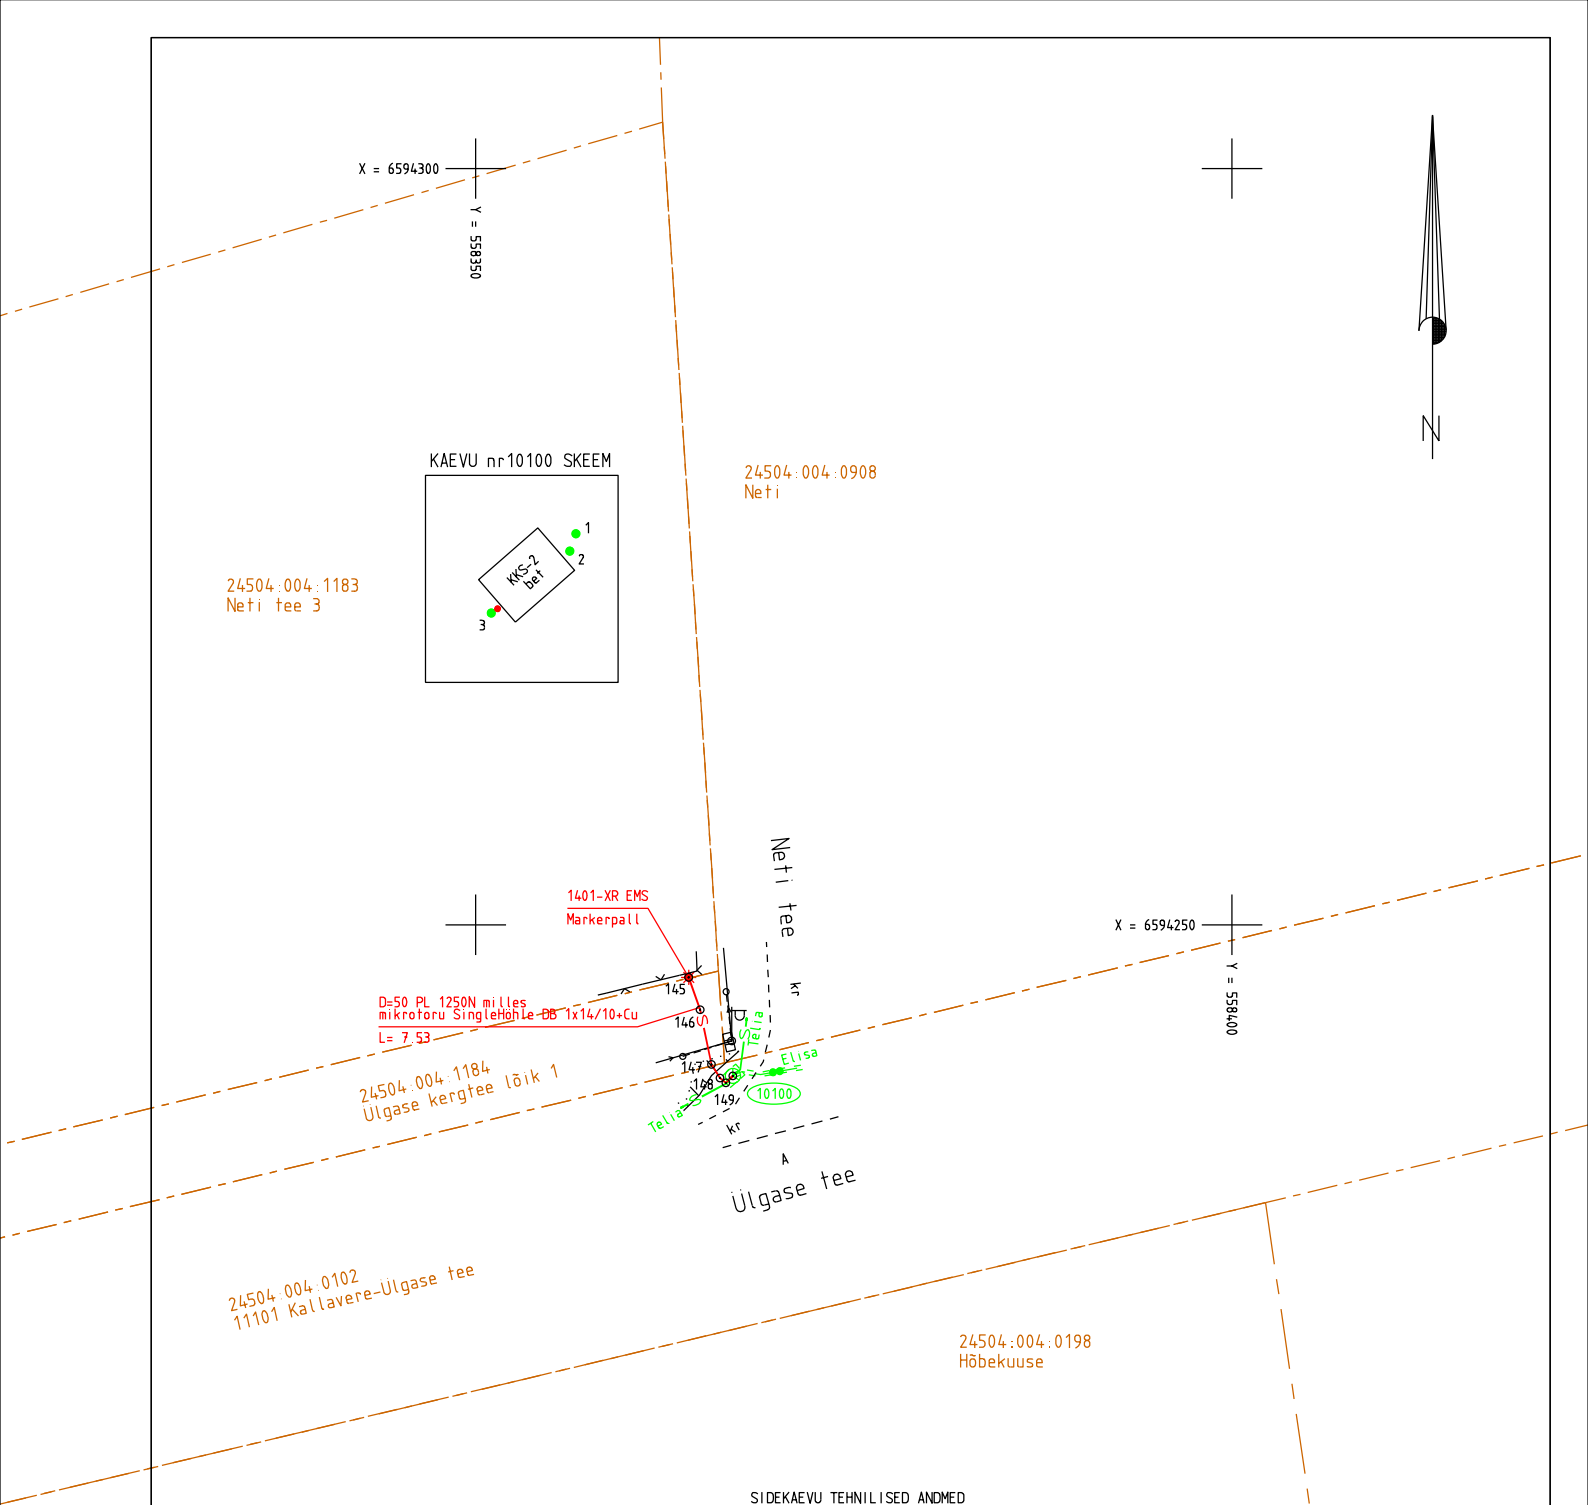 X = 6594300
Y = 558350
N
KAEVU nr10100 SKEEM
1
2
KKS-2
bet
3
24504:004:0908
Neti
24504:004:1183
Neti tee 3
Neti tee
kr
1401-XR EMS
Markerpall
X = 6594250
Y = 558400
145
D=50 PL 1250N milles
mikrotoru SingleHöhle DB 1x14/10+Cu
L= 7.53
146
S
S
Telia
147
148
149
Elisa
10100
Telia
S
kr
A
Ülgase tee
24504:004:1184
Ülgase kergtee lõik 1
24504:004:0102
11101 Kallavere-Ülgase tee
24504:004:0198
Hõbekuuse
SIDEKAEVU TEHNILISED ANDMED